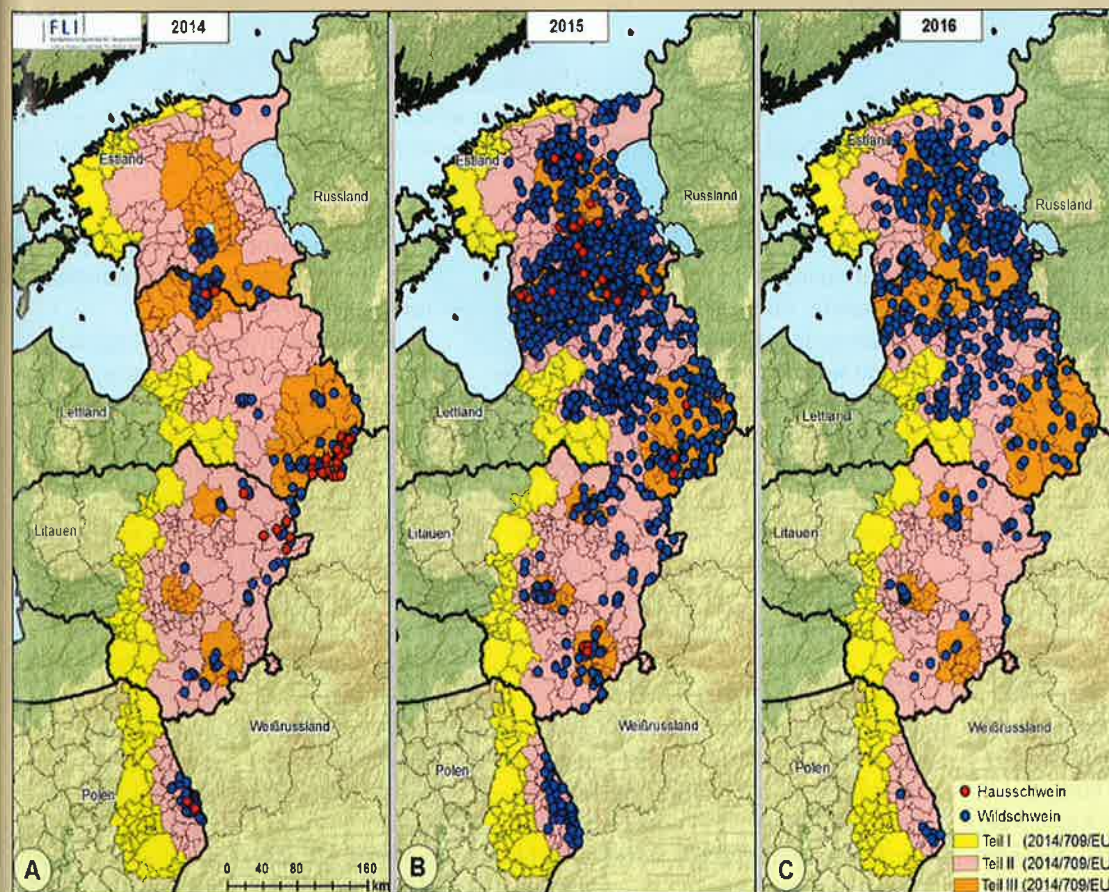 FLI
2014
Estland
Russland
Lettland
Litauen
Weißrussland
Polen
A
0 40 80 160
km
2015
Estland
Russland
Lettland
Litauen
Weißrussland
Polen
B
2016
Estland
Russland
Lettland
Litauen
Weißrussland
Polen
C
Hausschwein
Wildschwein
Teil I (2014/709/EU
Teil II (2014/709/EU
Teil III (2014/709/EU